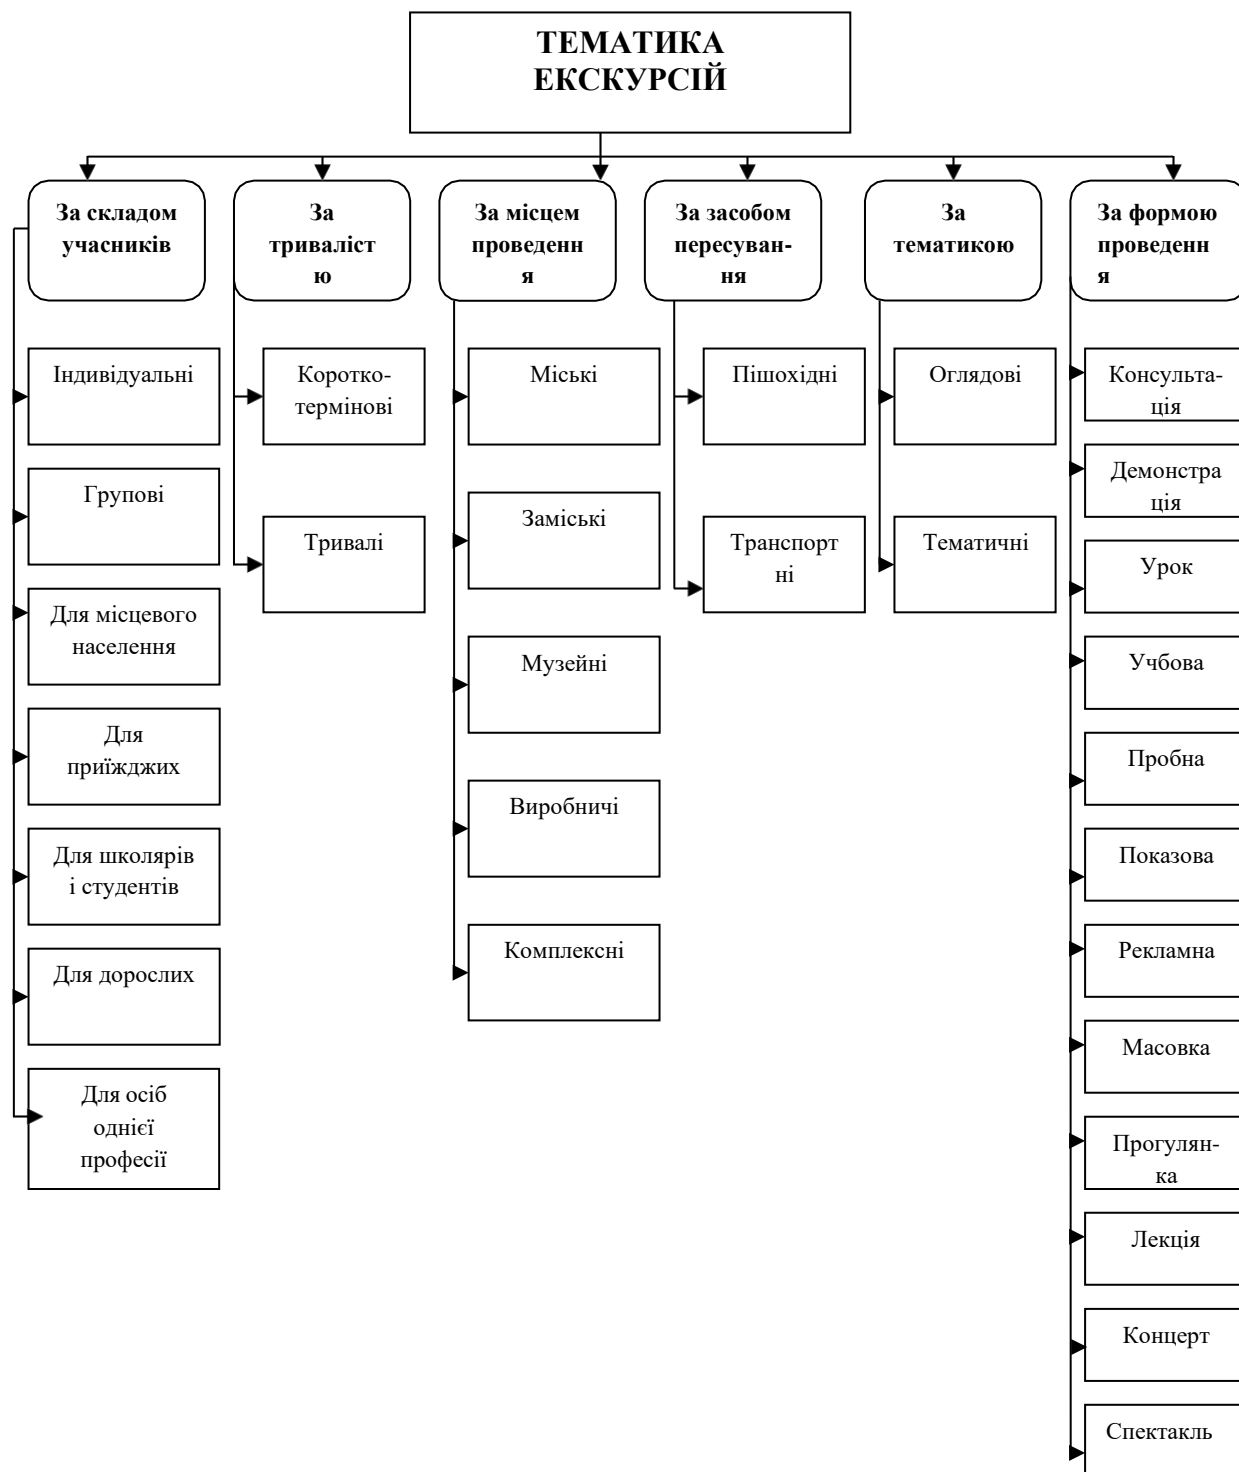 ТЕМАТИКА
ЕКСКУРСІЙ
За складом
учасників
За
триваліст
ю
За місцем
проведенн
я
За засобом
пересуван-
ня
За
тематикою
За формою
проведенн
я
Індивідуальні
Групові
Для місцевого
населення
Для
приїжджих
Для школярів
і студентів
Для дорослих
Для осіб
однієї
професії
Коротко-
термінові
Тривалі
Міські
Заміські
Музейні
Виробничі
Комплексні
Пішохідні
Транспорт
ні
Оглядові
Тематичні
Консульта-
ція
Демонстра
ція
Урок
Учбова
Пробна
Показова
Рекламна
Масовка
Прогулян-
ка
Лекція
Концерт
Спектакль